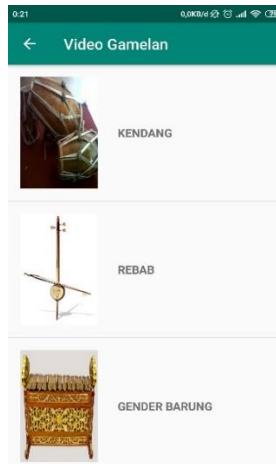 0:21 0,0KB/d
Video Gamelan
KENDANG
REBAB
GENDER BARUNG